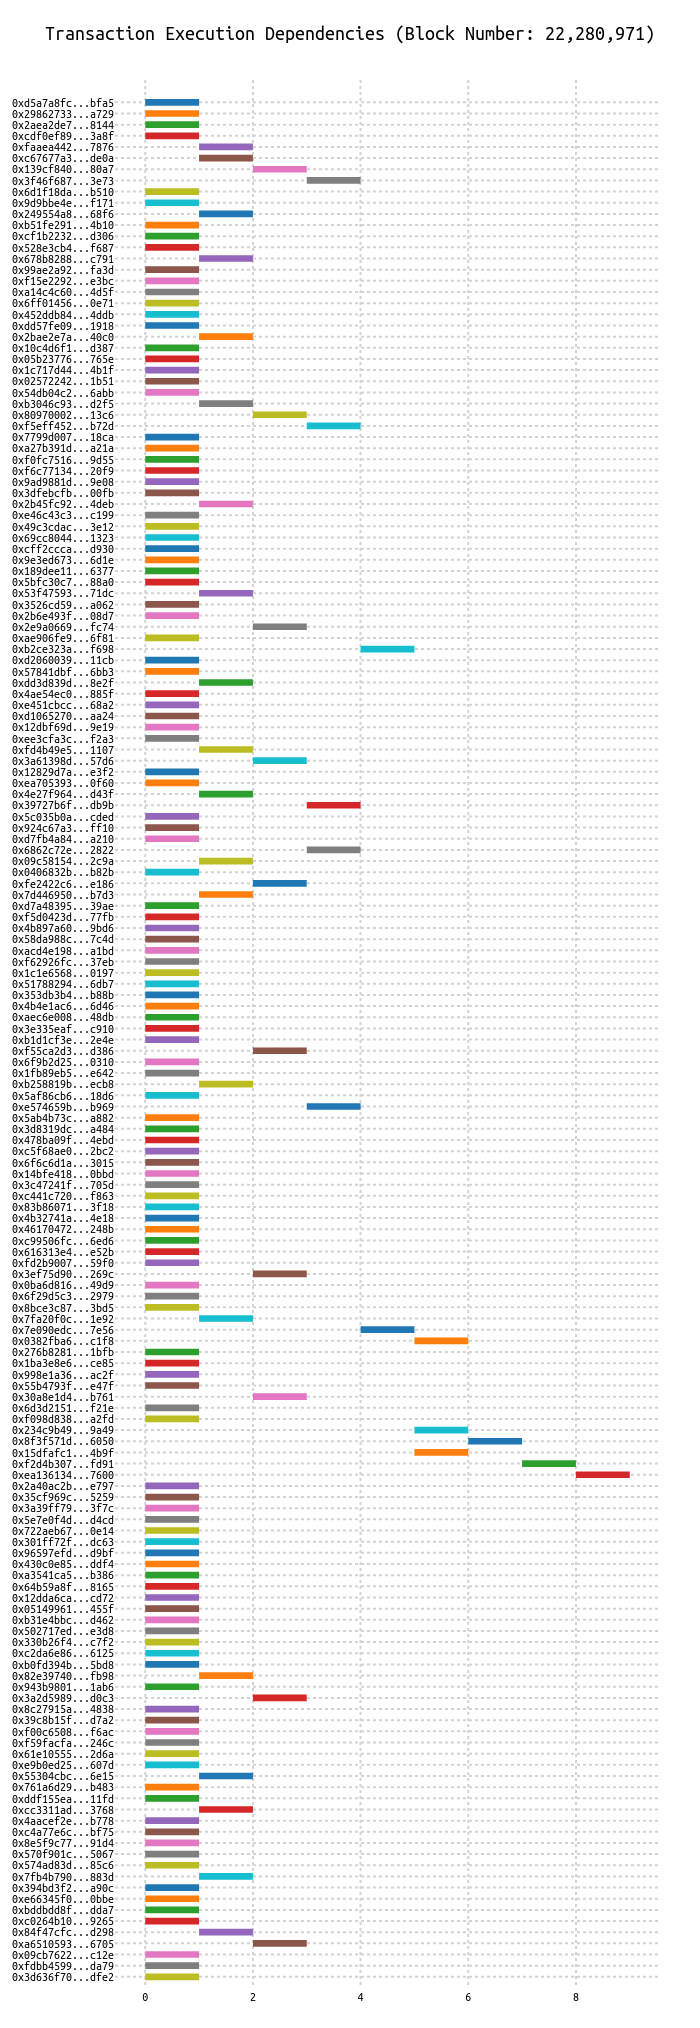 Transaction Execution Dependencies (Block Number: 22,280,971)
0xd5a7a8fc...bfa5
0x29862733...a729
0x2aea2de7...8144
0xcdf0ef89...3a8f
0xfaaea442...7876
0xc67677a3...de0a
0x139cf840...80a7
0x3f46f687...3e73
0x6d1f18da...b510
0x9d9bbe4e...f171
0x249554a8...68f6
0xb51fe291...4b10
0xcf1b2232...d306
0x528e3cb4...f687
0x678b8288...c791
0x99ae2a92...fa3d
0xf15e2292...e3bc
0xa14c4c60...4d5f
0x6ff01456...0e71
0x452ddb84...4ddb
0xdd57fe09...1918
0x2bae2e7a...40c0
0x10c4d6f1...d387
0x05b23776...765e
0x1c717d44...4b1f
0x02572242...1b51
0x54db04c2...6abb
0xb3046c93...d2f5
0x80970002...13c6
0xf5eff452...b72d
0x7799d007...18ca
0xa27b391d...a21a
0xf0fc7516...9d55
0xf6c77134...20f9
0x9ad9881d...9e08
0x3dfebcfb...00fb
0x2b45fc92...4deb
0xe46c43c3...c199
0x49c3cdac...3e12
0x69cc8044...1323
0xcff2ccca...d930
0x9e3ed673...6d1e
0x189dee11...6377
0x5bfc30c7...88a0
0x53f47593...71dc
0x3526cd59...a062
0x2b6e493f...08d7
0x2e9a0669...fc74
0xae906fe9...6f81
0xb2ce323a...f698
0xd2060039...11cb
0x57841dbf...6bb3
0xdd3d839d...8e2f
0x4ae54ec0...885f
0xe451cbcc...68a2
0xd1065270...aa24
0x12dbf69d...9e19
0xee3cfa3c...f2a3
0xfd4b49e5...1107
0x3a61398d...57d6
0x12829d7a...e3f2
0xea705393...0f60
0x4e27f964...d43f
0x39727b6f...db9b
0x5c035b0a...cded
0x924c67a3...ff10
0xd7fb4a84...a210
0x6862c72e...2822
0x09c58154...2c9a
0x0406832b...b82b
0xfe2422c6...e186
0x7d446950...b7d3
0xd7a48395...39ae
0xf5d0423d...77fb
0x4b897a60...9bd6
0x58da988c...7c4d
0xacd4e198...a1bd
0xf62926fc...37eb
0x1c1e6568...0197
0x51788294...6db7
0x353db3b4...b88b
0x4b4e1ac6...6d46
0xaec6e008...48db
0x3e335eaf...c910
0xb1d1cf3e...2e4e
0xf55ca2d3...d386
0x6f9b2d25...0310
0x1fb89eb5...e642
0xb258819b...ecb8
0x5af86cb6...18d6
0xe574659b...b969
0x5ab4b73c...a882
0x3d8319dc...a484
0x478ba09f...4ebd
0xc5f68ae0...2bc2
0x6f6c6d1a...3015
0x14bfe418...0bbd
0x3c47241f...705d
0xc441c720...f863
0x83b86071...3f18
0x4b32741a...4e18
0x46170472...248b
0xc99506fc...6ed6
0x616313e4...e52b
0xfd2b9007...59f0
0x3ef75d90...269c
0x0ba6d816...49d9
0x6f29d5c3...2979
0x8bce3c87...3bd5
0x7fa20f0c...1e92
0x7e090edc...7e56
0x0382fba6...c1f8
0x276b8281...1bfb
0x1ba3e8e6...ce85
0x998e1a36...ac2f
0x55b4793f...e47f
0x30a8e1d4...b761
0x6d3d2151...f21e
0xf098d838...a2fd
0x234c9b49...9a49
0x8f3f571d...6050
0x15dfafc1...4b9f
0xf2d4b307...fd91
0xea136134...7600
0x2a40ac2b...e797
0x35cf969c...5259
0x3a39ff79...3f7c
0x5e7e0f4d...d4cd
0x722aeb67...0e14
0x301ff72f...dc63
0x96597efd...d9bf
0x430c0e85...ddf4
0xa3541ca5...b386
0x64b59a8f...8165
0x12dda6ca...cd72
0x05149961...455f
0xb31e4bbc...d462
0x502717ed...e3d8
0x330b26f4...c7f2
0xc2da6e86...6125
0xb0fd394b...5bd8
0x82e39740...fb98
0x943b9801...1ab6
0x3a2d5989...d0c3
0x8c27915a...4838
0x39c8b15f...d7a2
0xf00c6508...f6ac
0xf59facfa...246c
0x61e10555...2d6a
0xe9b0ed25...607d
0x55304cbc...6e15
0x761a6d29...b483
0xddf155ea...11fd
0xcc3311ad...3768
0x4aacef2e...b778
0xc4a77e6c...bf75
0x8e5f9c77...91d4
0x570f901c...5067
0x574ad83d...85c6
0x7fb4b790...883d
0x394bd3f2...a90c
0xe66345f0...0bbe
0xbddbdd8f...dda7
0xc0264b10...9265
0x84f47cfc...d298
0xa6510593...6705
0x09cb7622...c12e
0xfdbb4599...da79
0x3d636f70...dfe2
0 2 4 6 8